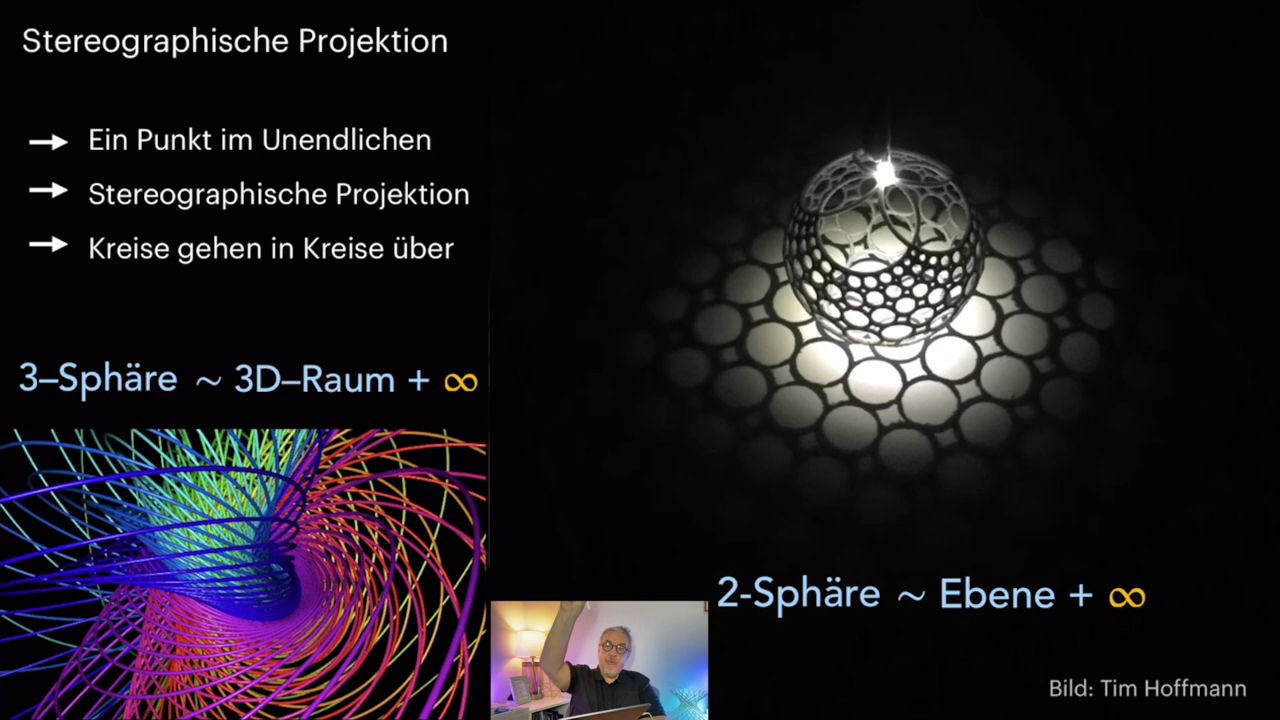 Stereographische Projektion
Ein Punkt im Unendlichen
Stereographische Projektion
Kreise gehen in Kreise über
3–Sphäre ~ 3D–Raum + ∞
2-Sphäre ~ Ebene + ∞
Bild: Tim Hoffmann